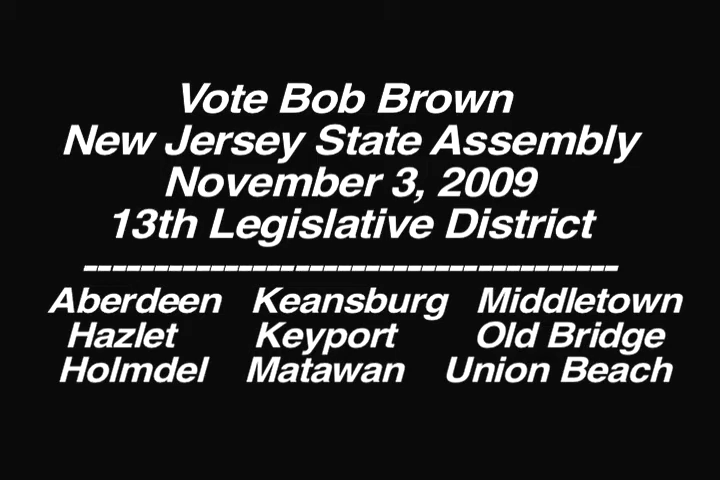 Vote Bob Brown
New Jersey State Assembly
November 3, 2009
13th Legislative District
--------------------------------------
Aberdeen Keansburg Middletown
Hazlet Keyport Old Bridge
Holmdel Matawan Union Beach